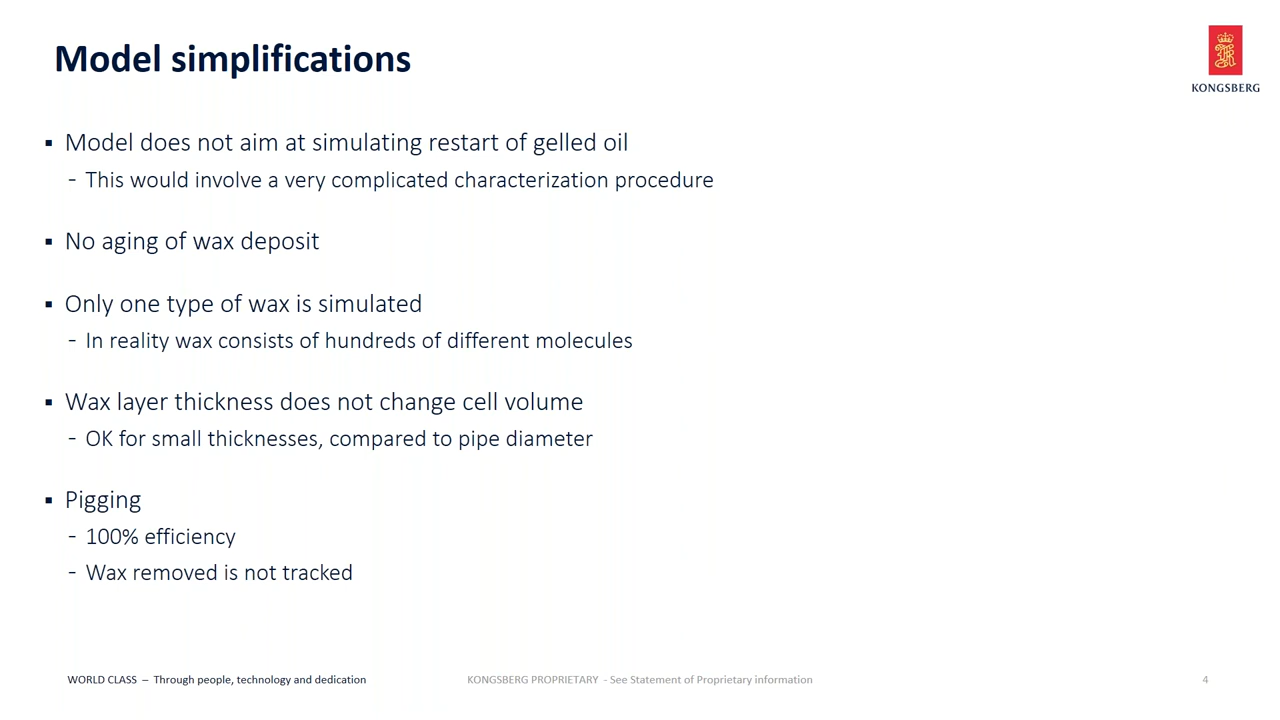 Model simplifications
KONGSBERG
▪ Model does not aim at simulating restart of gelled oil
- This would involve a very complicated characterization procedure
▪ No aging of wax deposit
▪ Only one type of wax is simulated
- In reality wax consists of hundreds of different molecules
▪ Wax layer thickness does not change cell volume
- OK for small thicknesses, compared to pipe diameter
▪ Pigging
- 100% efficiency
- Wax removed is not tracked
WORLD CLASS – Through people, technology and dedication
KONGSBERG PROPRIETARY - See Statement of Proprietary information
4